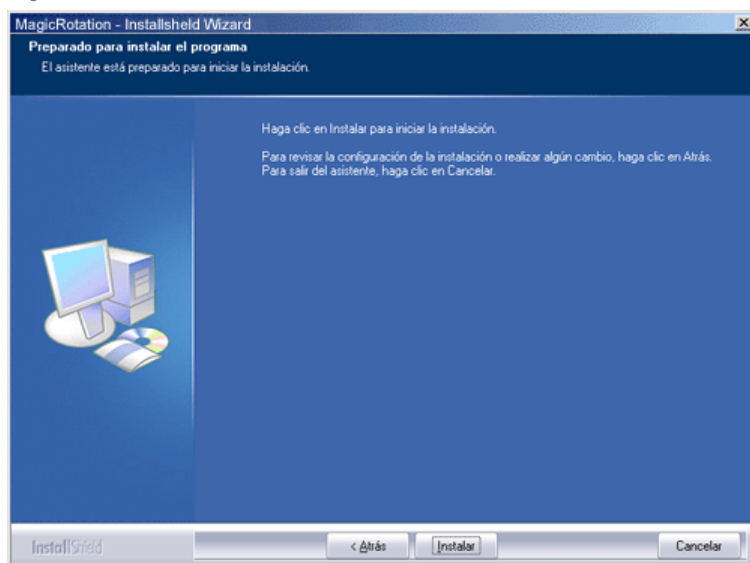 MagicRotation - Installsheld Wizard
Preparado para instalar el programa
El asistente está preparado para iniciar la instalación.
Haga clic en Instalar para iniciar la instalación.
Para revisar la configuración de la instalación o realizar algún cambio, haga clic en Atrás.
Para salir del asistente, haga clic en Cancelar.
InstallShield
< Atrás Instalar Cancelar